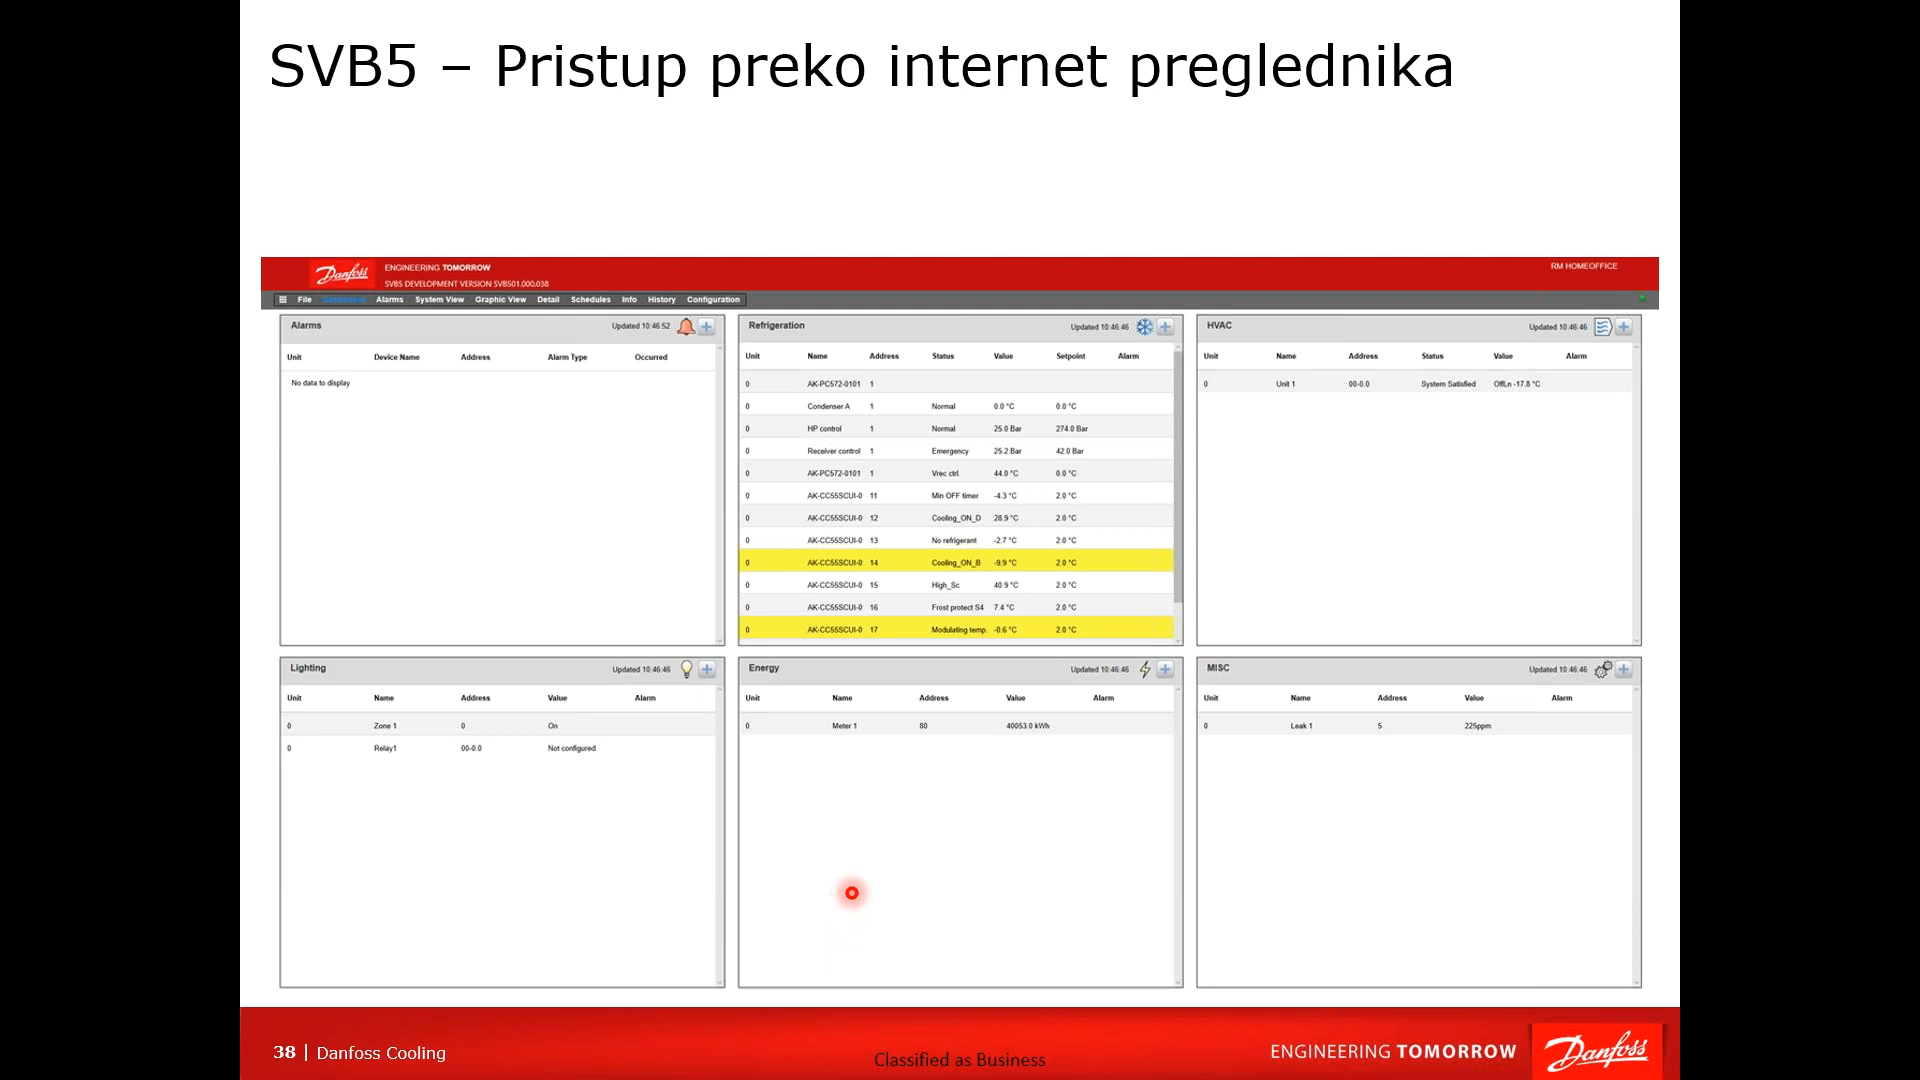 SVB5 – Pristup preko internet preglednika
Danfoss
ENGINEERING TOMORROW
SVB5 DEVELOPMENT VERSION SVB501.000.038
RM HOMEOFFICE
File Dashboard Alarms System View Graphic View Detail Schedules Info History Configuration
Alarms Updated 10:46:52
Unit Device Name Address Alarm Type Occurred
No data to display
Refrigeration Updated 10:46:46
Unit Name Address Status Value Setpoint Alarm
0 AK-PC572-0101 1
0 Condenser A 1 Normal 0.0 °C 0.0 °C
0 HP control 1 Normal 25.0 Bar 274.0 Bar
0 Receiver control 1 Emergency 25.2 Bar 42.0 Bar
0 AK-PC572-0101 1 Vrec ctrl. 44.0 °C 0.0 °C
0 AK-CC55SCUI-0 11 Min OFF timer -4.3 °C 2.0 °C
0 AK-CC55SCUI-0 12 Cooling_ON_D 28.9 °C 2.0 °C
0 AK-CC55SCUI-0 13 No refrigerant -2.7 °C 2.0 °C
0 AK-CC55SCUI-0 14 Cooling_ON_B -9.9 °C 2.0 °C
0 AK-CC55SCUI-0 15 High_Sc 40.9 °C 2.0 °C
0 AK-CC55SCUI-0 16 Frost protect S4 7.4 °C 2.0 °C
0 AK-CC55SCUI-0 17 Modulating temp. -0.6 °C 2.0 °C
HVAC Updated 10:46:46
Unit Name Address Status Value Alarm
0 Unit 1 00-0.0 System Satisfied OffLn -17.8 °C
Lighting Updated 10:46:46
Unit Name Address Value Alarm
0 Zone 1 0 On
0 Relay1 00-0.0 Not configured
Energy Updated 10:46:46
Unit Name Address Value Alarm
0 Meter 1 80 40053.0 kWh
MISC Updated 10:46:46
Unit Name Address Value Alarm
0 Leak 1 5 225ppm
38 | Danfoss Cooling
Classified as Business
ENGINEERING TOMORROW
Danfoss